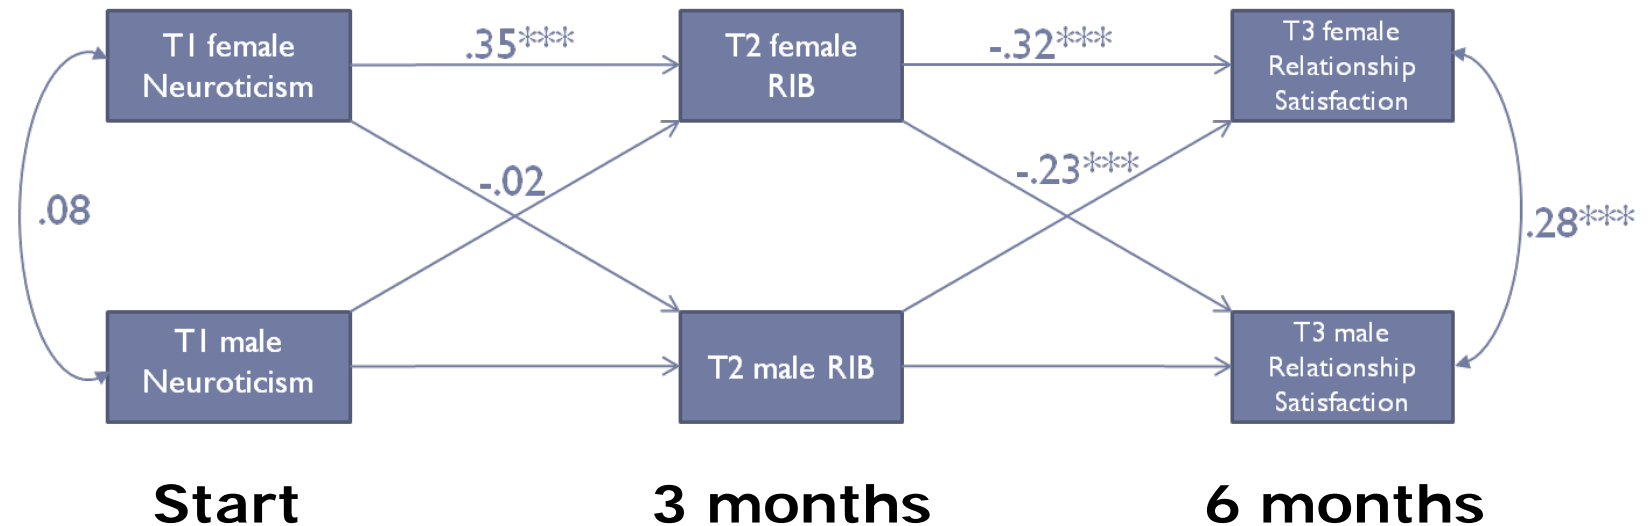 T1 female
Neuroticism
.35***
T2 female
RIB
-.32***
T3 female
Relationship
Satisfaction
.08
-.02
-.23***
.28***
T1 male
Neuroticism
T2 male RIB
T3 male
Relationship
Satisfaction
Start
3 months
6 months